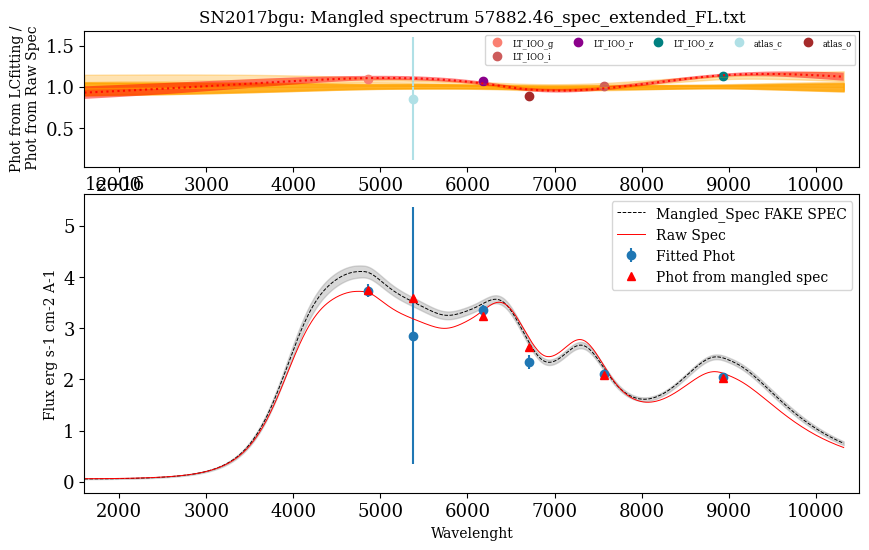 SN2017bgu: Mangled spectrum 57882.46_spec_extended_FL.txt
Phot from LCfitting /
Phot from Raw Spec
1.5
1.0
0.5
LT_IOO_g
LT_IOO_i
LT_IOO_r
LT_IOO_z
atlas_c
atlas_o
2000 3000 4000 5000 6000 7000 8000 9000 10000
1e−16
Flux erg s-1 cm-2 A-1
5
4
3
2
1
0
Mangled_Spec FAKE SPEC
Raw Spec
Fitted Phot
Phot from mangled spec
2000 3000 4000 5000 6000 7000 8000 9000 10000
Wavelenght